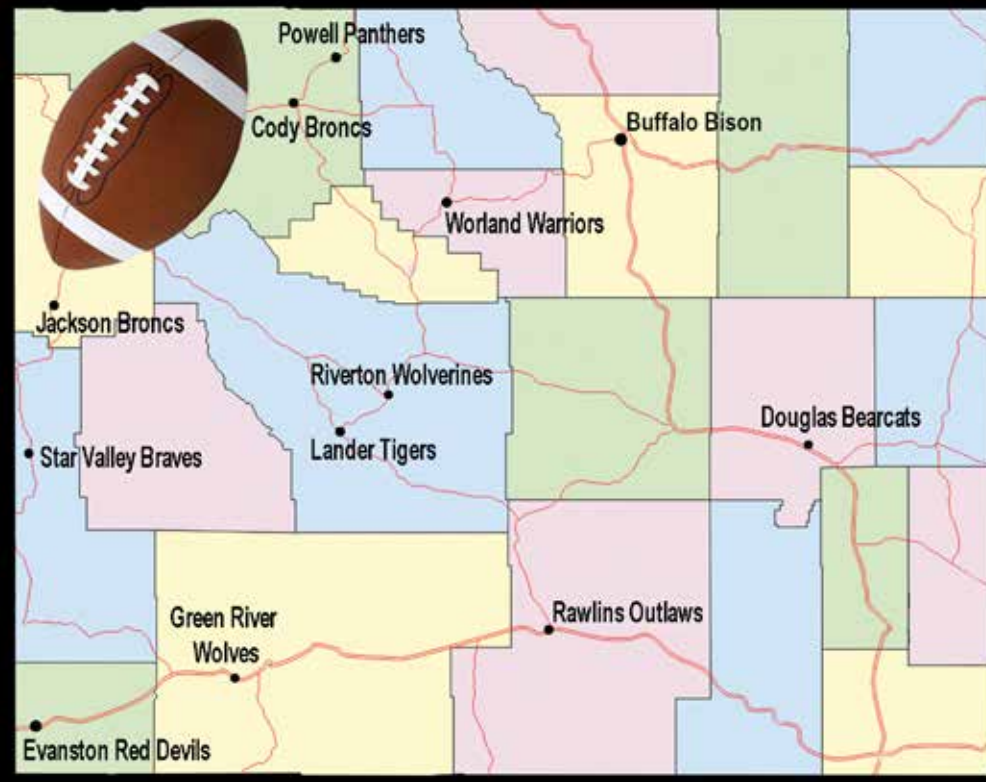 Powell Panthers
Cody Broncs
Buffalo Bison
Worland Warriors
Jackson Broncs
Riverton Wolverines
Douglas Bearcats
Lander Tigers
Star Valley Braves
Green River
Wolves
Rawlins Outlaws
Evanston Red Devils